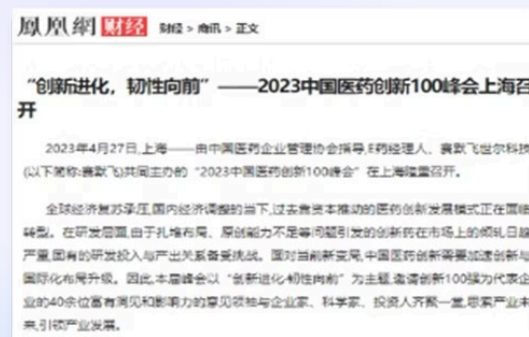 鳳凰網 财经 财经 > 商讯 > 正文
“创新进化，韧性向前”——2023中国医药创新100峰会上海召
开
2023年4月27日，上海——由中国医药企业管理协会指导,E药经理人、赛默飞世尔科技
(以下简称:赛默飞)共同主办的“2023中国医药创新100峰会”在上海隆重召开。
全球经济复苏承压,国内经济调整的当下,过去靠资本推动的医药创新发展模式正在面临
转型。在研发层面,由于扎堆布局、原创能力不足等问题引发的创新药在市场上的倾轧日趋
严重,固有的研发投入与产出关系备受挑战。面对当前新变局,中国医药创新需要加速创新与
国际化布局升级。因此,本届峰会以“创新进化·韧性向前”为主题,邀请创新100强为代表企
业的40余位富有洞见和影响力的意见领袖与企业家、科学家、投资人齐聚一堂,思索产业未
来,引领产业发展。